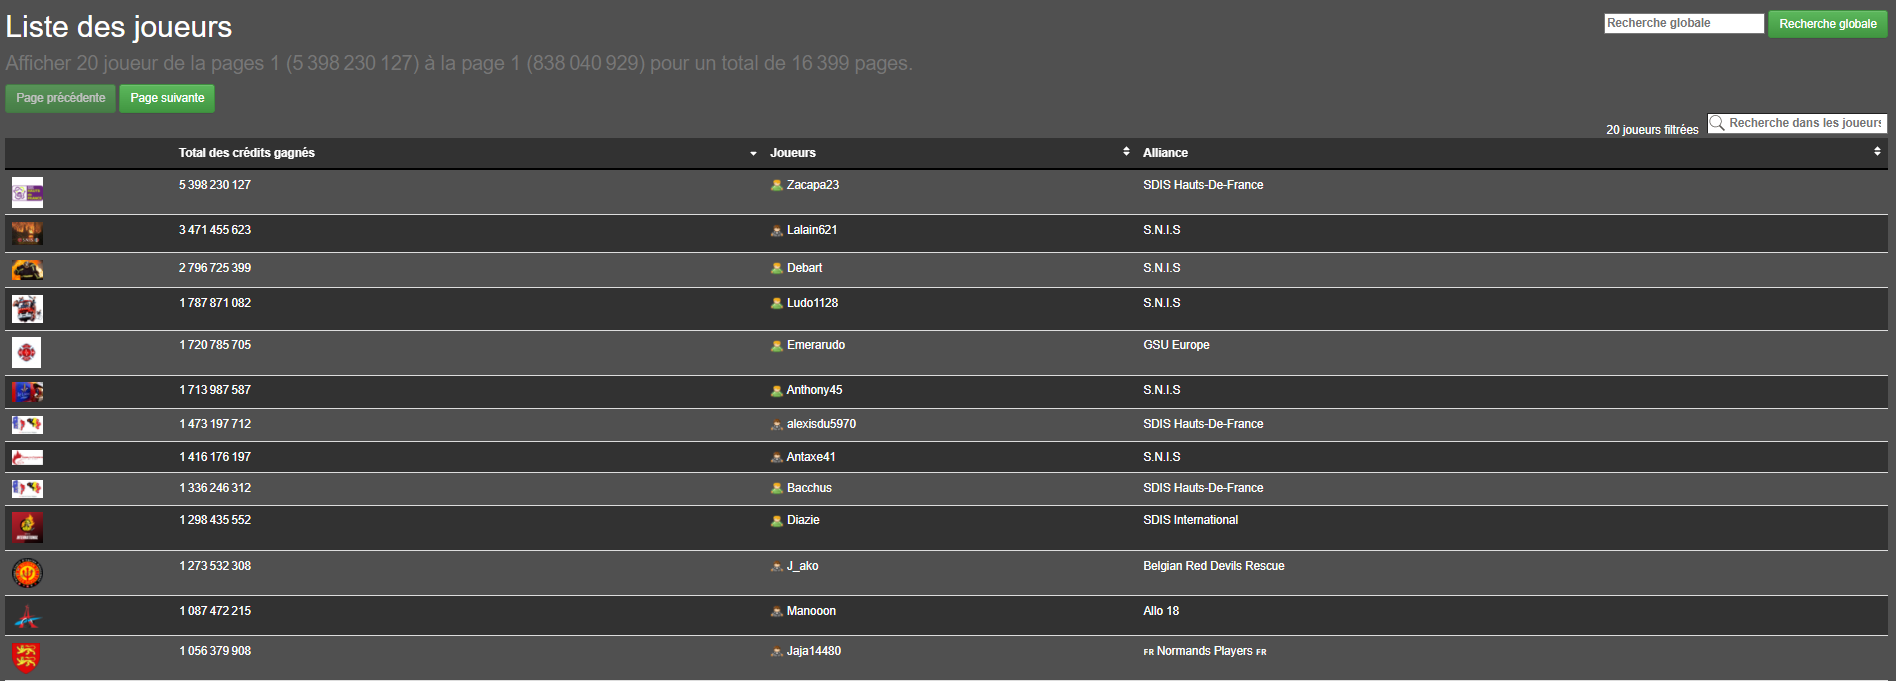 Liste des joueurs
Recherche globale Recherche globale
Afficher 20 joueur de la pages 1 (5 398 230 127) à la page 1 (838 040 929) pour un total de 16 399 pages.
Page précédente Page suivante
20 joueurs filtrées Recherche dans les joueurs
Total des crédits gagnés Joueurs Alliance
5 398 230 127 Zacapa23 SDIS Hauts-De-France
3 471 455 623 Lalain621 S.N.I.S
2 796 725 399 Debart S.N.I.S
1 787 871 082 Ludo1128 S.N.I.S
1 720 785 705 Emerarudo GSU Europe
1 713 987 587 Anthony45 S.N.I.S
1 473 197 712 alexisdu5970 SDIS Hauts-De-France
1 416 176 197 Antaxe41 S.N.I.S
1 336 246 312 Bacchus SDIS Hauts-De-France
1 298 435 552 Diazie SDIS International
1 273 532 308 J_ako Belgian Red Devils Rescue
1 087 472 215 Manooon Allo 18
1 056 379 908 Jaja14480 FR Normands Players FR